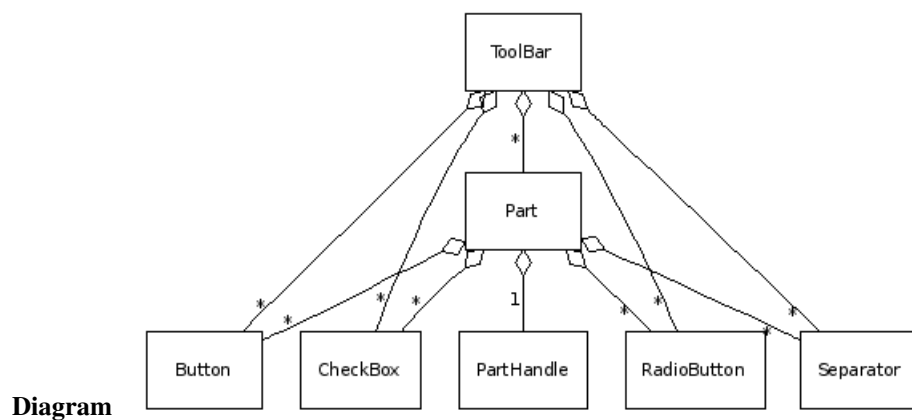 ToolBar
*
Part
1
* * * * * * * *
Button CheckBox PartHandle RadioButton Separator
Diagram